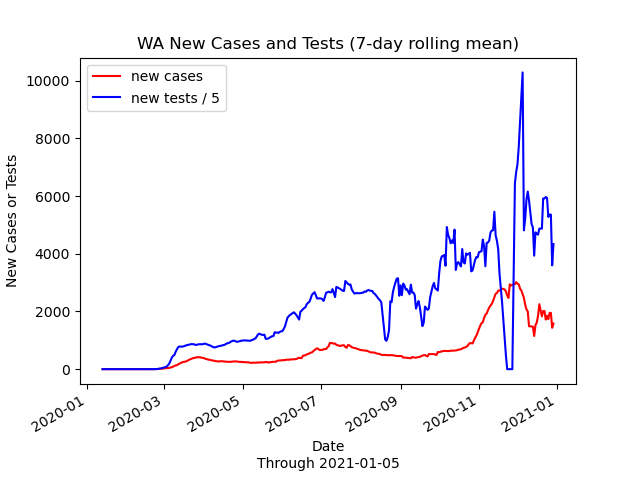 WA New Cases and Tests (7-day rolling mean)
new cases
new tests / 5
New Cases or Tests
10000
8000
6000
4000
2000
0
2020-01
2020-03
2020-05
2020-07
2020-09
2020-11
2021-01
Date
Through 2021-01-05